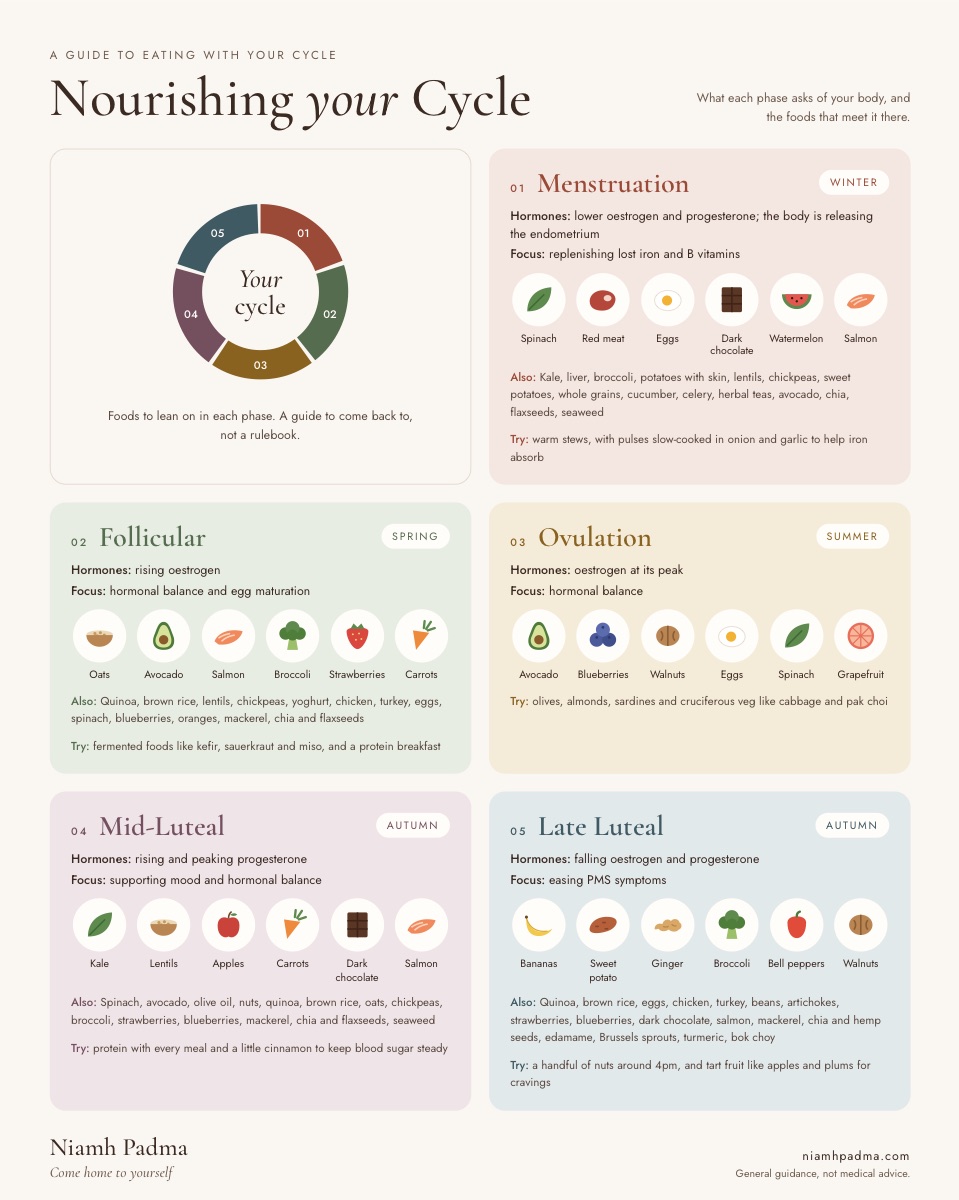 A GUIDE TO EATING WITH YOUR CYCLE
Nourishing your Cycle
What each phase asks of your body, and
the foods that meet it there.
05
01
04
02
03
Your
cycle
Foods to lean on in each phase. A guide to come back to,
not a rulebook.
01 Menstruation
WINTER
Hormones: lower oestrogen and progesterone; the body is releasing
the endometrium
Focus: replenishing lost iron and B vitamins
Spinach Red meat Eggs Dark chocolate Watermelon Salmon
Also: Kale, liver, broccoli, potatoes with skin, lentils, chickpeas, sweet
potatoes, whole grains, cucumber, celery, herbal teas, avocado, chia,
flaxseeds, seaweed
Try: warm stews, with pulses slow-cooked in onion and garlic to help iron
absorb
02 Follicular
SPRING
Hormones: rising oestrogen
Focus: hormonal balance and egg maturation
Oats Avocado Salmon Broccoli Strawberries Carrots
Also: Quinoa, brown rice, lentils, chickpeas, yoghurt, chicken, turkey, eggs,
spinach, blueberries, oranges, mackerel, chia and flaxseeds
Try: fermented foods like kefir, sauerkraut and miso, and a protein breakfast
03 Ovulation
SUMMER
Hormones: oestrogen at its peak
Focus: hormonal balance
Avocado Blueberries Walnuts Eggs Spinach Grapefruit
Try: olives, almonds, sardines and cruciferous veg like cabbage and pak choi
04 Mid-Luteal
AUTUMN
Hormones: rising and peaking progesterone
Focus: supporting mood and hormonal balance
Kale Lentils Apples Carrots Dark chocolate Salmon
Also: Spinach, avocado, olive oil, nuts, quinoa, brown rice, oats, chickpeas,
broccoli, strawberries, blueberries, mackerel, chia and flaxseeds, seaweed
Try: protein with every meal and a little cinnamon to keep blood sugar steady
05 Late Luteal
AUTUMN
Hormones: falling oestrogen and progesterone
Focus: easing PMS symptoms
Bananas Sweet potato Ginger Broccoli Bell peppers Walnuts
Also: Quinoa, brown rice, eggs, chicken, turkey, beans, artichokes,
strawberries, blueberries, dark chocolate, salmon, mackerel, chia and hemp
seeds, edamame, Brussels sprouts, turmeric, bok choy
Try: a handful of nuts around 4pm, and tart fruit like apples and plums for
cravings
Niamh Padma
Come home to yourself
niamhpadma.com
General guidance, not medical advice.